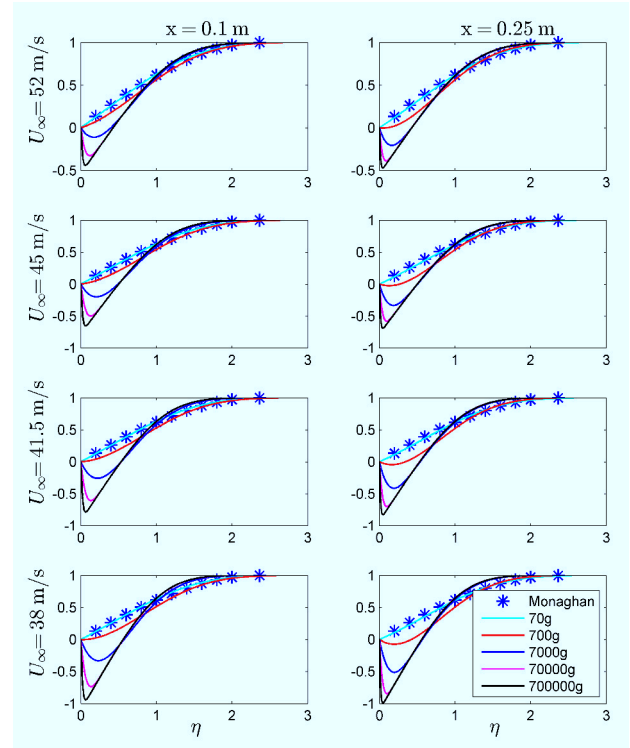 x = 0.1 m
x = 0.25 m
U∞= 52 m/s
1
0.5
0
-0.5
0 1 2 3
1
0.5
0
-0.5
0 1 2 3
U∞= 45 m/s
1
0.5
0
-0.5
-1
0 1 2 3
1
0.5
0
-0.5
-1
0 1 2 3
U∞= 41.5 m/s
1
0.5
0
-0.5
-1
0 1 2 3
1
0.5
0
-0.5
-1
0 1 2 3
U∞= 38 m/s
1
0.5
0
-0.5
-1
0 1 2 3
η
1
0.5
0
-0.5
-1
0 1 2 3
η
Monaghan
70g
700g
7000g
70000g
700000g